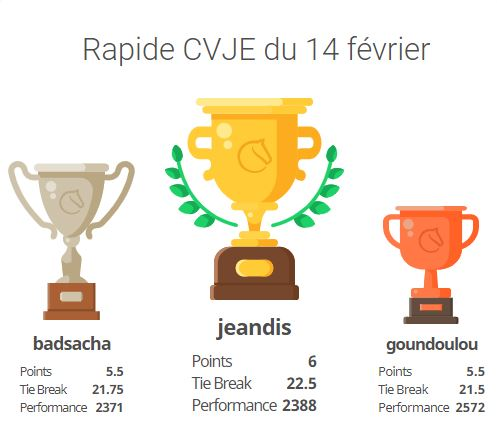 Rapide CVJE du 14 février
badsacha
Points 5.5
Tie Break 21.75
Performance 2371
jeandis
Points 6
Tie Break 22.5
Performance 2388
goundoulou
Points 5.5
Tie Break 21.5
Performance 2572